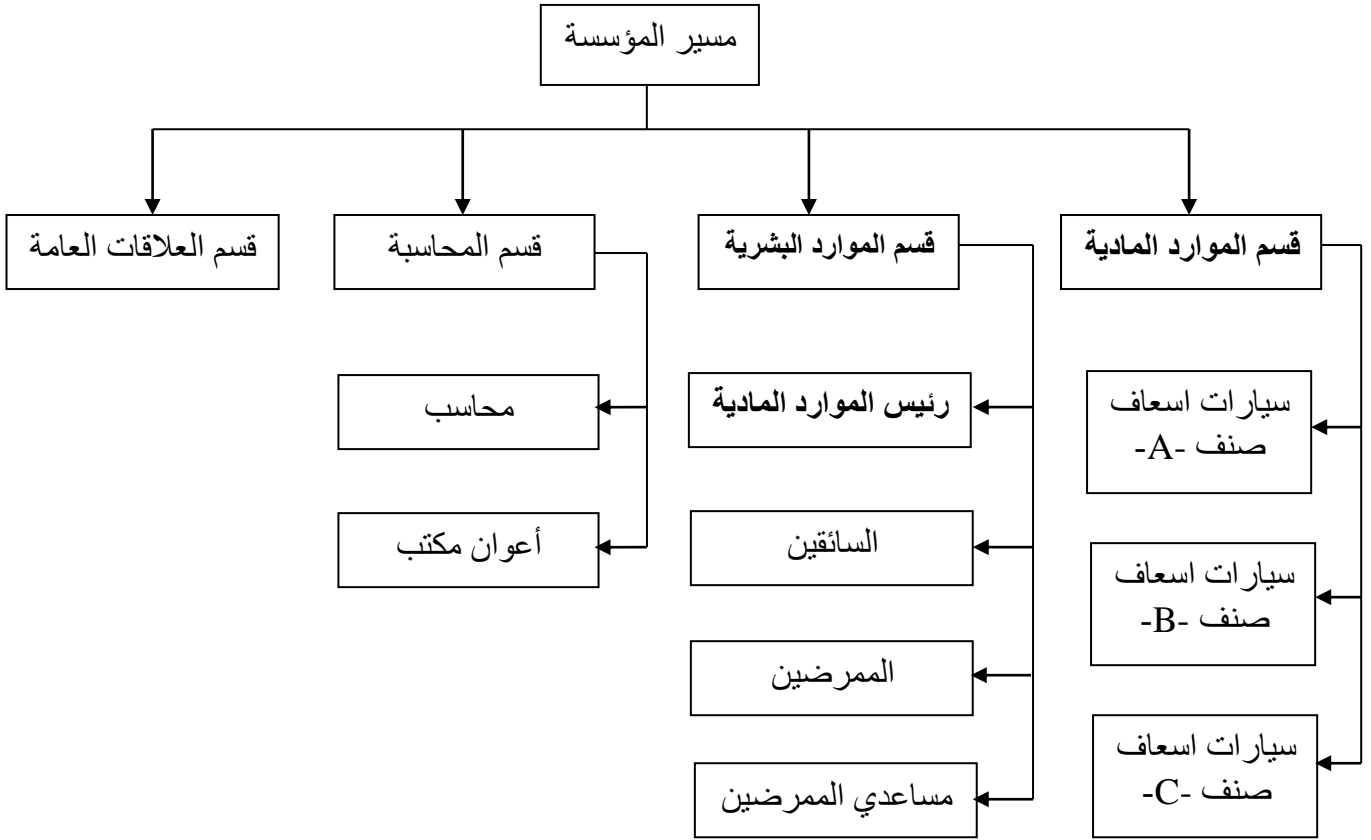 مسير المؤسسة
قسم الموارد المادية
قسم الموارد البشرية
قسم المحاسبة
قسم العلاقات العامة
سيارات اسعاف
صنف -A-
سيارات اسعاف
صنف -B-
سيارات اسعاف
صنف -C-
رئيس الموارد المادية
السائقين
الممرضين
مساعدي الممرضين
محاسب
أعوان مكتب